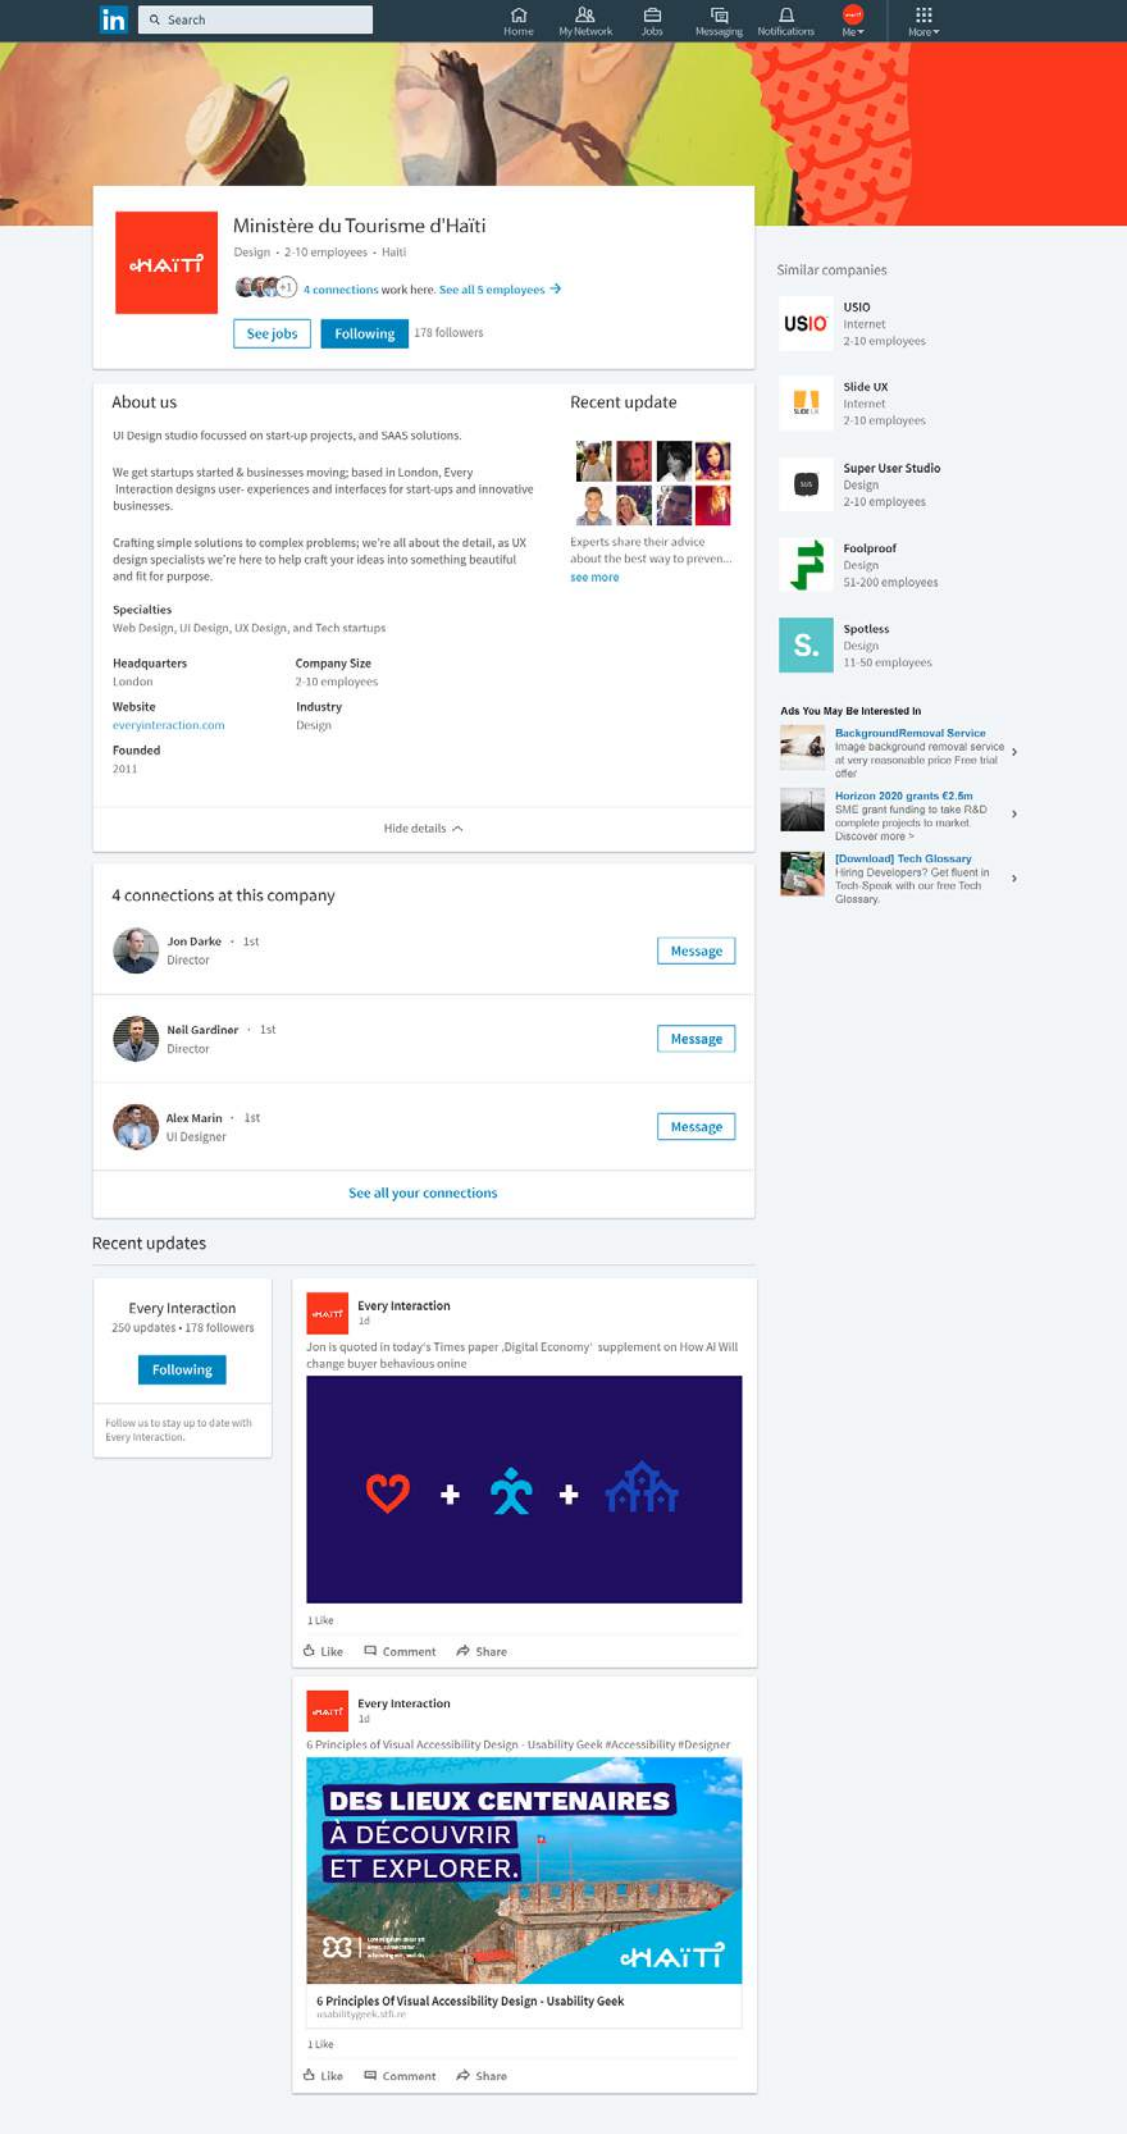 in
Search
Home
My Network
Jobs
Messaging
Notifications
Me
More
HAÏTI
Ministère du Tourisme d'Haïti
Design • 2-10 employees • Haiti
+1
4 connections work here. See all 5 employees →
See jobs
Following
178 followers
Similar companies
USIO
USIO
Internet
2-10 employees
Slide UX
Internet
2-10 employees
SUS
Super User Studio
Design
2-10 employees
Foolproof
Design
51-200 employees
S.
Spotless
Design
11-50 employees
Ads You May Be Interested In
BackgroundRemoval Service
Image background removal service
at very reasonable price Free trial
offer
Horizon 2020 grants €2.5m
SME grant funding to take R&D
complete projects to market.
Discover more >
[Download] Tech Glossary
Hiring Developers? Get fluent in
Tech-Speak with our free Tech
Glossary.
About us
UI Design studio focussed on start-up projects, and SAAS solutions.
We get startups started & businesses moving; based in London, Every
Interaction designs user- experiences and interfaces for start-ups and innovative
businesses.
Crafting simple solutions to complex problems; we're all about the detail, as UX
design specialists we're here to help craft your ideas into something beautiful
and fit for purpose.
Specialties
Web Design, UI Design, UX Design, and Tech startups
Headquarters
London
Company Size
2-10 employees
Website
everyinteraction.com
Industry
Design
Founded
2011
Hide details
Recent update
Experts share their advice
about the best way to preven...
see more
4 connections at this company
Jon Darke • 1st
Director
Message
Neil Gardiner • 1st
Director
Message
Alex Marin • 1st
UI Designer
Message
See all your connections
Recent updates
Every Interaction
250 updates • 178 followers
Following
Follow us to stay up to date with
Every Interaction.
HAÏTI
Every Interaction
1d
Jon is quoted in today's Times paper ‚Digital Economy' supplement on How AI Will
change buyer behavious onine
+ +
1 Like
Like
Comment
Share
HAÏTI
Every Interaction
1d
6 Principles of Visual Accessibility Design - Usability Geek #Accessibility #Designer
DES LIEUX CENTENAIRES
À DÉCOUVRIR
ET EXPLORER.
HAÏTI
6 Principles Of Visual Accessibility Design - Usability Geek
usabilitygeek.stfi.re
1 Like
Like
Comment
Share